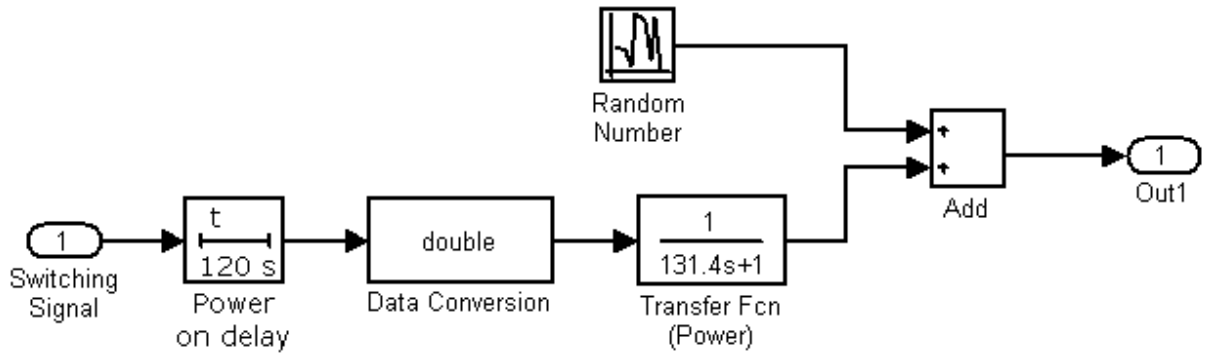 Random
Number
+
+
Add
1
Out1
1
Switching
Signal
t
120 s
Power
on delay
double
Data Conversion
1
131.4s+1
Transfer Fcn
(Power)